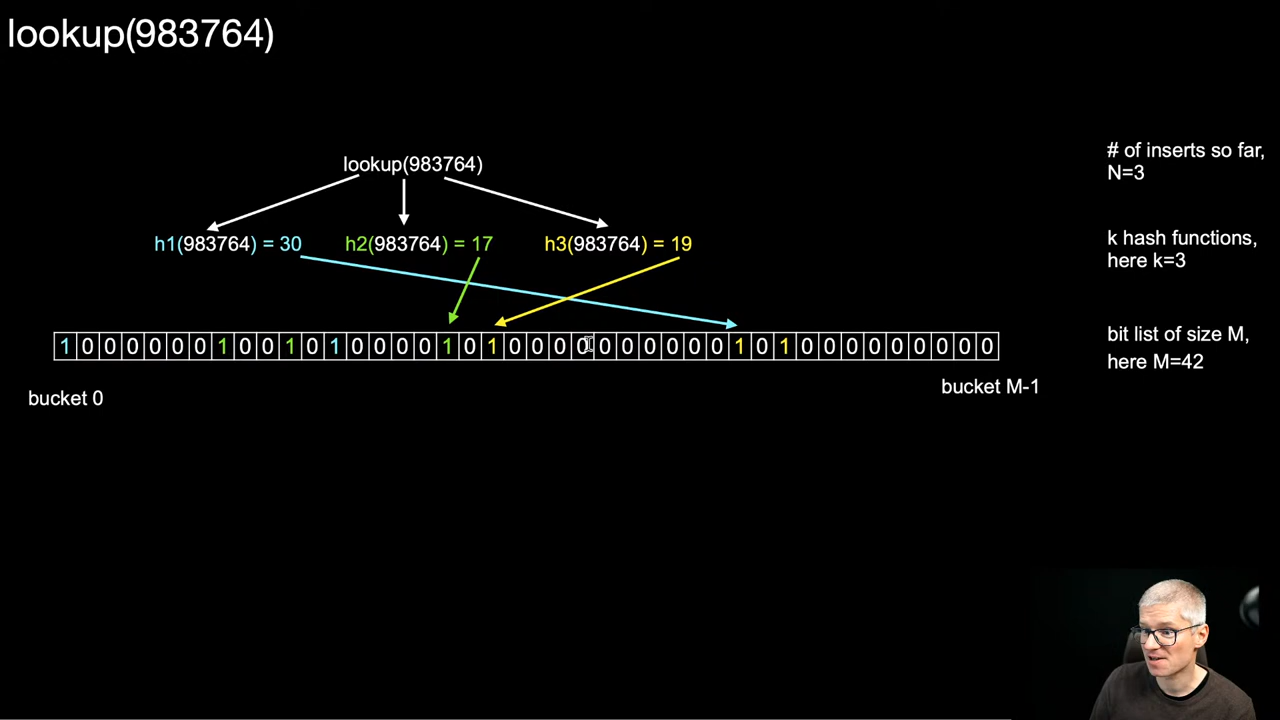 lookup(983764)
lookup(983764)
# of inserts so far,
N=3
h1(983764) = 30 h2(983764) = 17 h3(983764) = 19
k hash functions,
here k=3
1 0 0 0 0 0 0 1 0 0 1 0 1 0 0 0 0 1 0 1 0 0 0 0 0 0 0 0 0 0 1 0 1 0 0 0 0 0 0 0 0 0
bit list of size M,
here M=42
bucket 0
bucket M-1